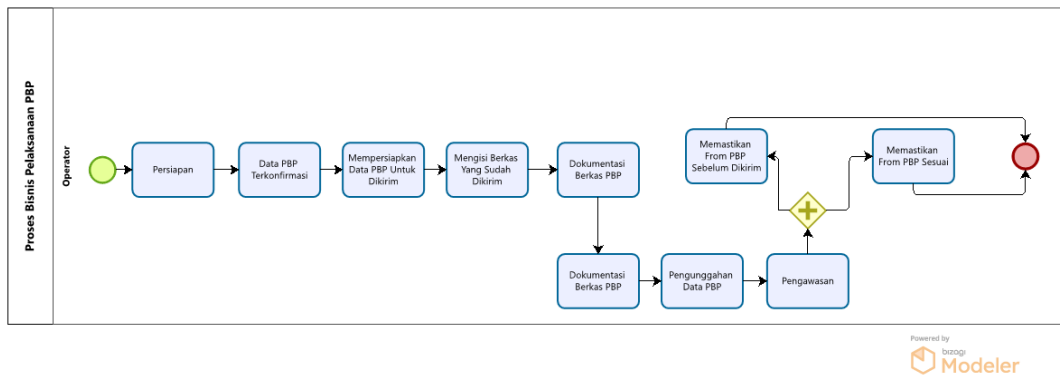 Proses Bisnis Pelaksanaan PBP
Operator
Persiapan
Data PBP
Terkonfirmasi
Mempersiapkan
Data PBP Untuk
Dikirim
Mengisi Berkas
Yang Sudah
Dikirim
Dokumentasi
Berkas PBP
Dokumentasi
Berkas PBP
Pengunggahan
Data PBP
Pengawasan
Memastikan
From PBP
Sebelum Dikirim
Memastikan
From PBP Sesuai
Powered by
bizagi
Modeler